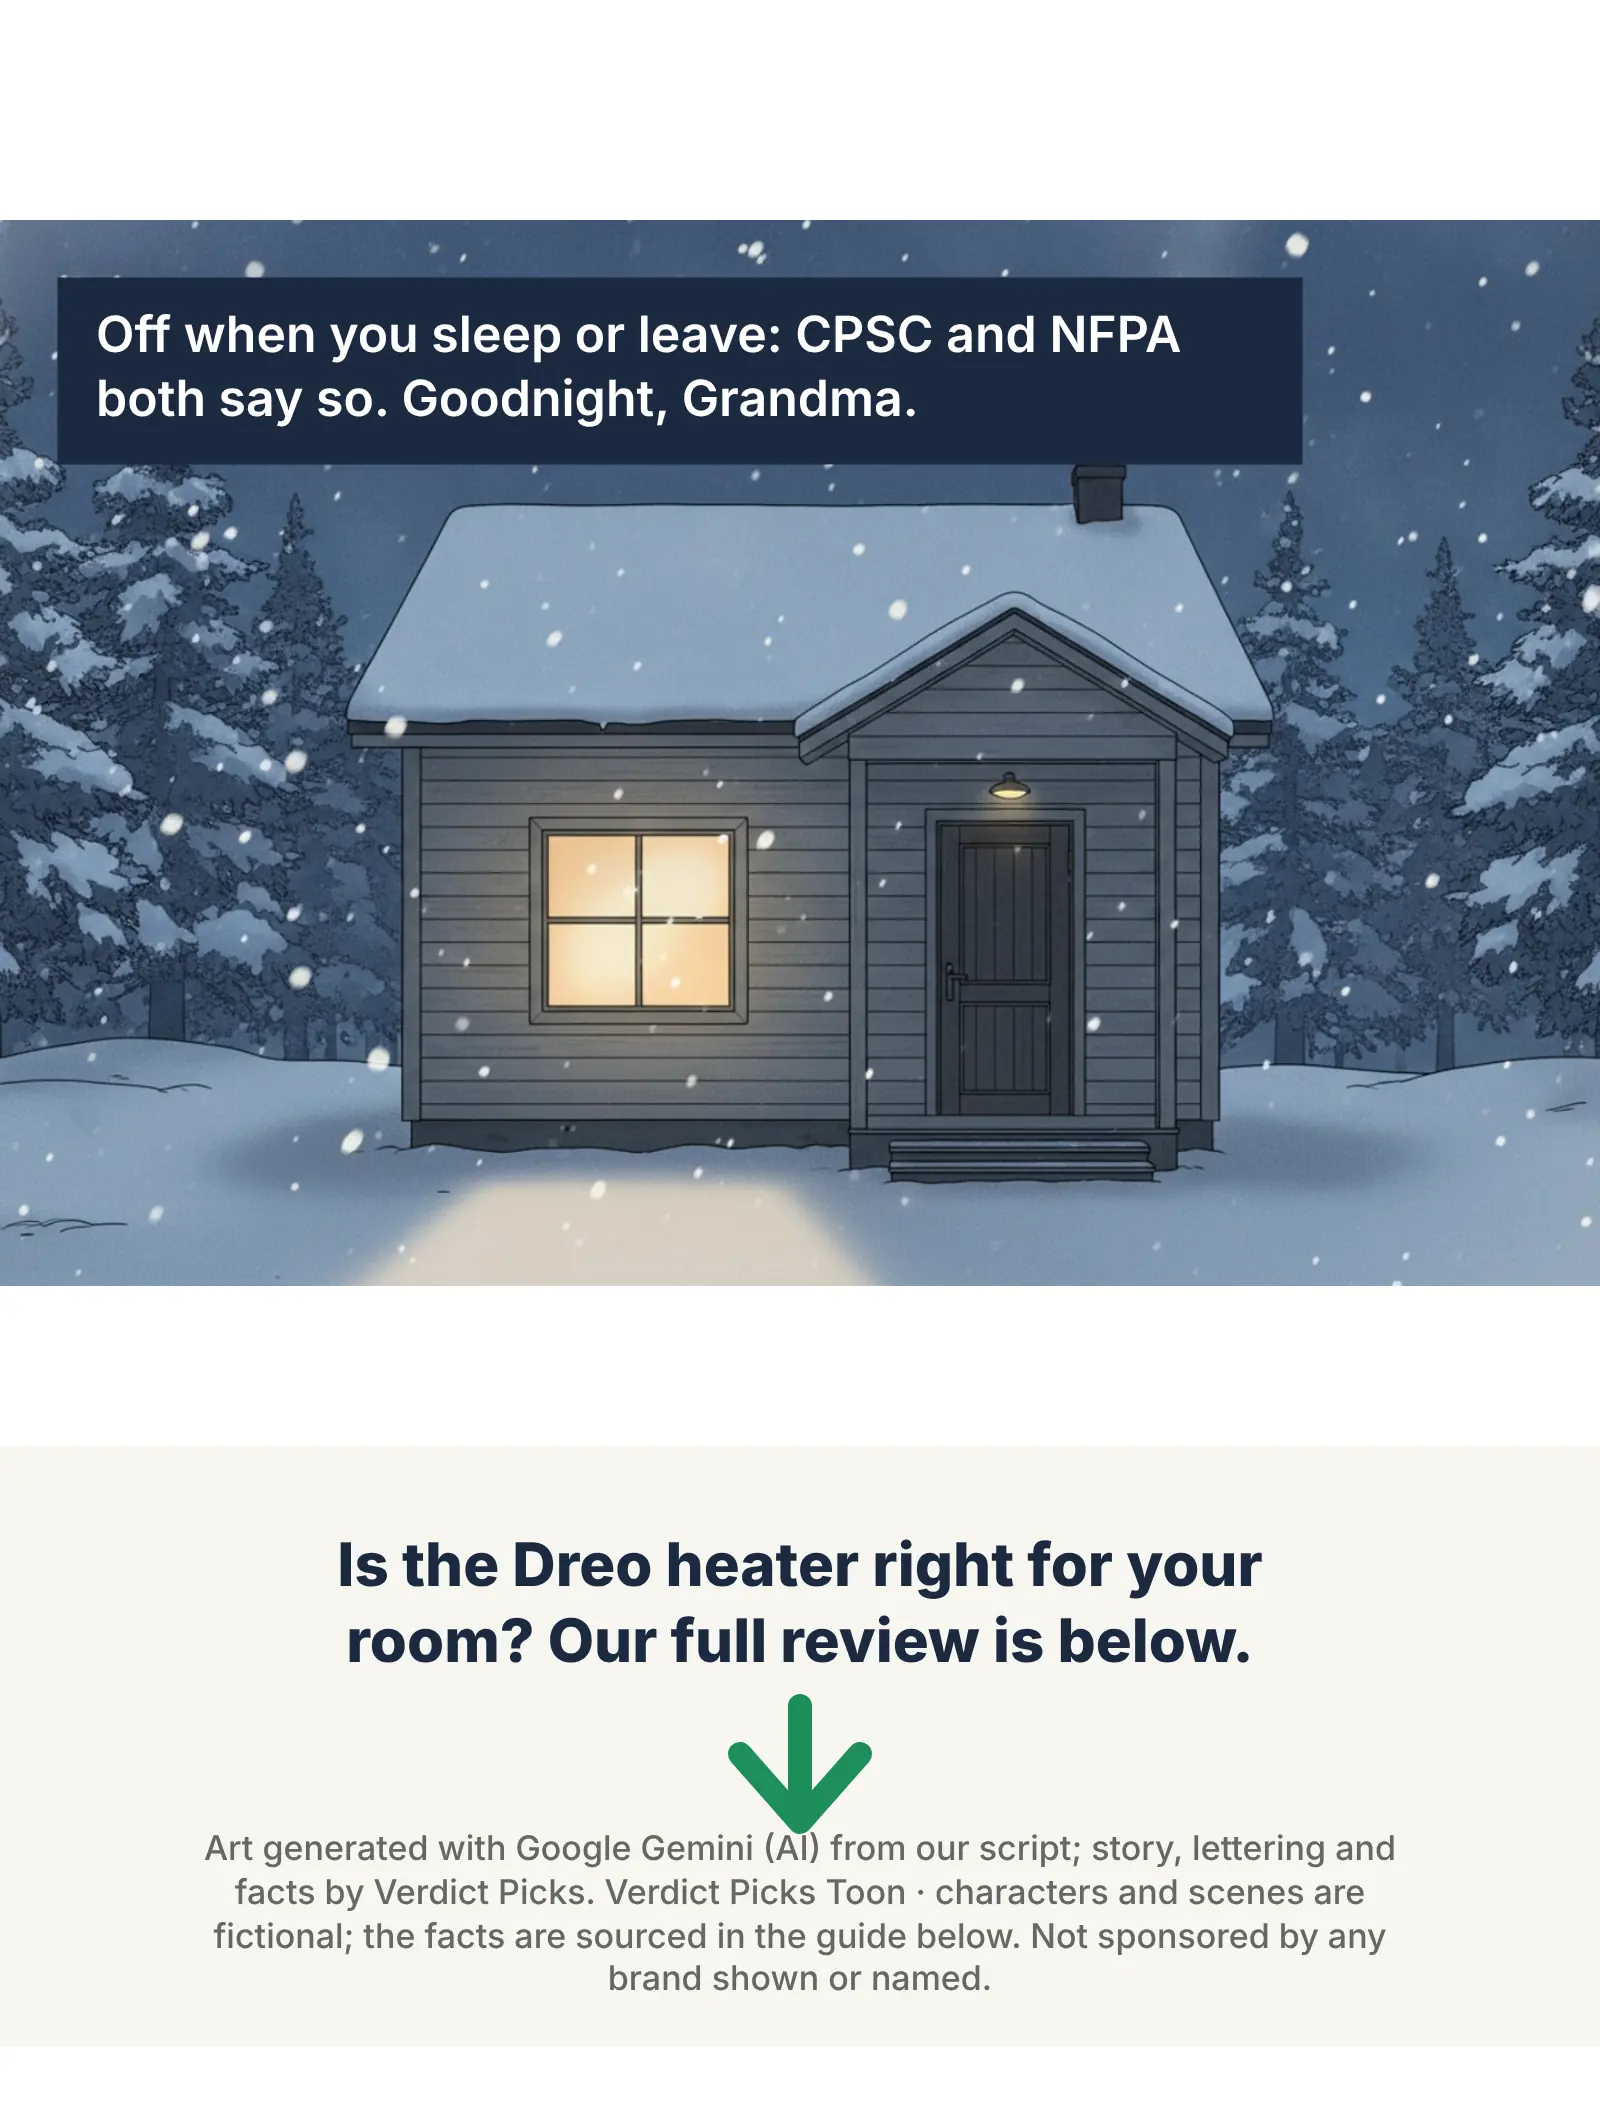 Off when you sleep or leave: CPSC and NFPA
both say so. Goodnight, Grandma.
Is the Dreo heater right for your
room? Our full review is below.
Art generated with Google Gemini (AI) from our script; story, lettering and
facts by Verdict Picks. Verdict Picks Toon · characters and scenes are
fictional; the facts are sourced in the guide below. Not sponsored by any
brand shown or named.